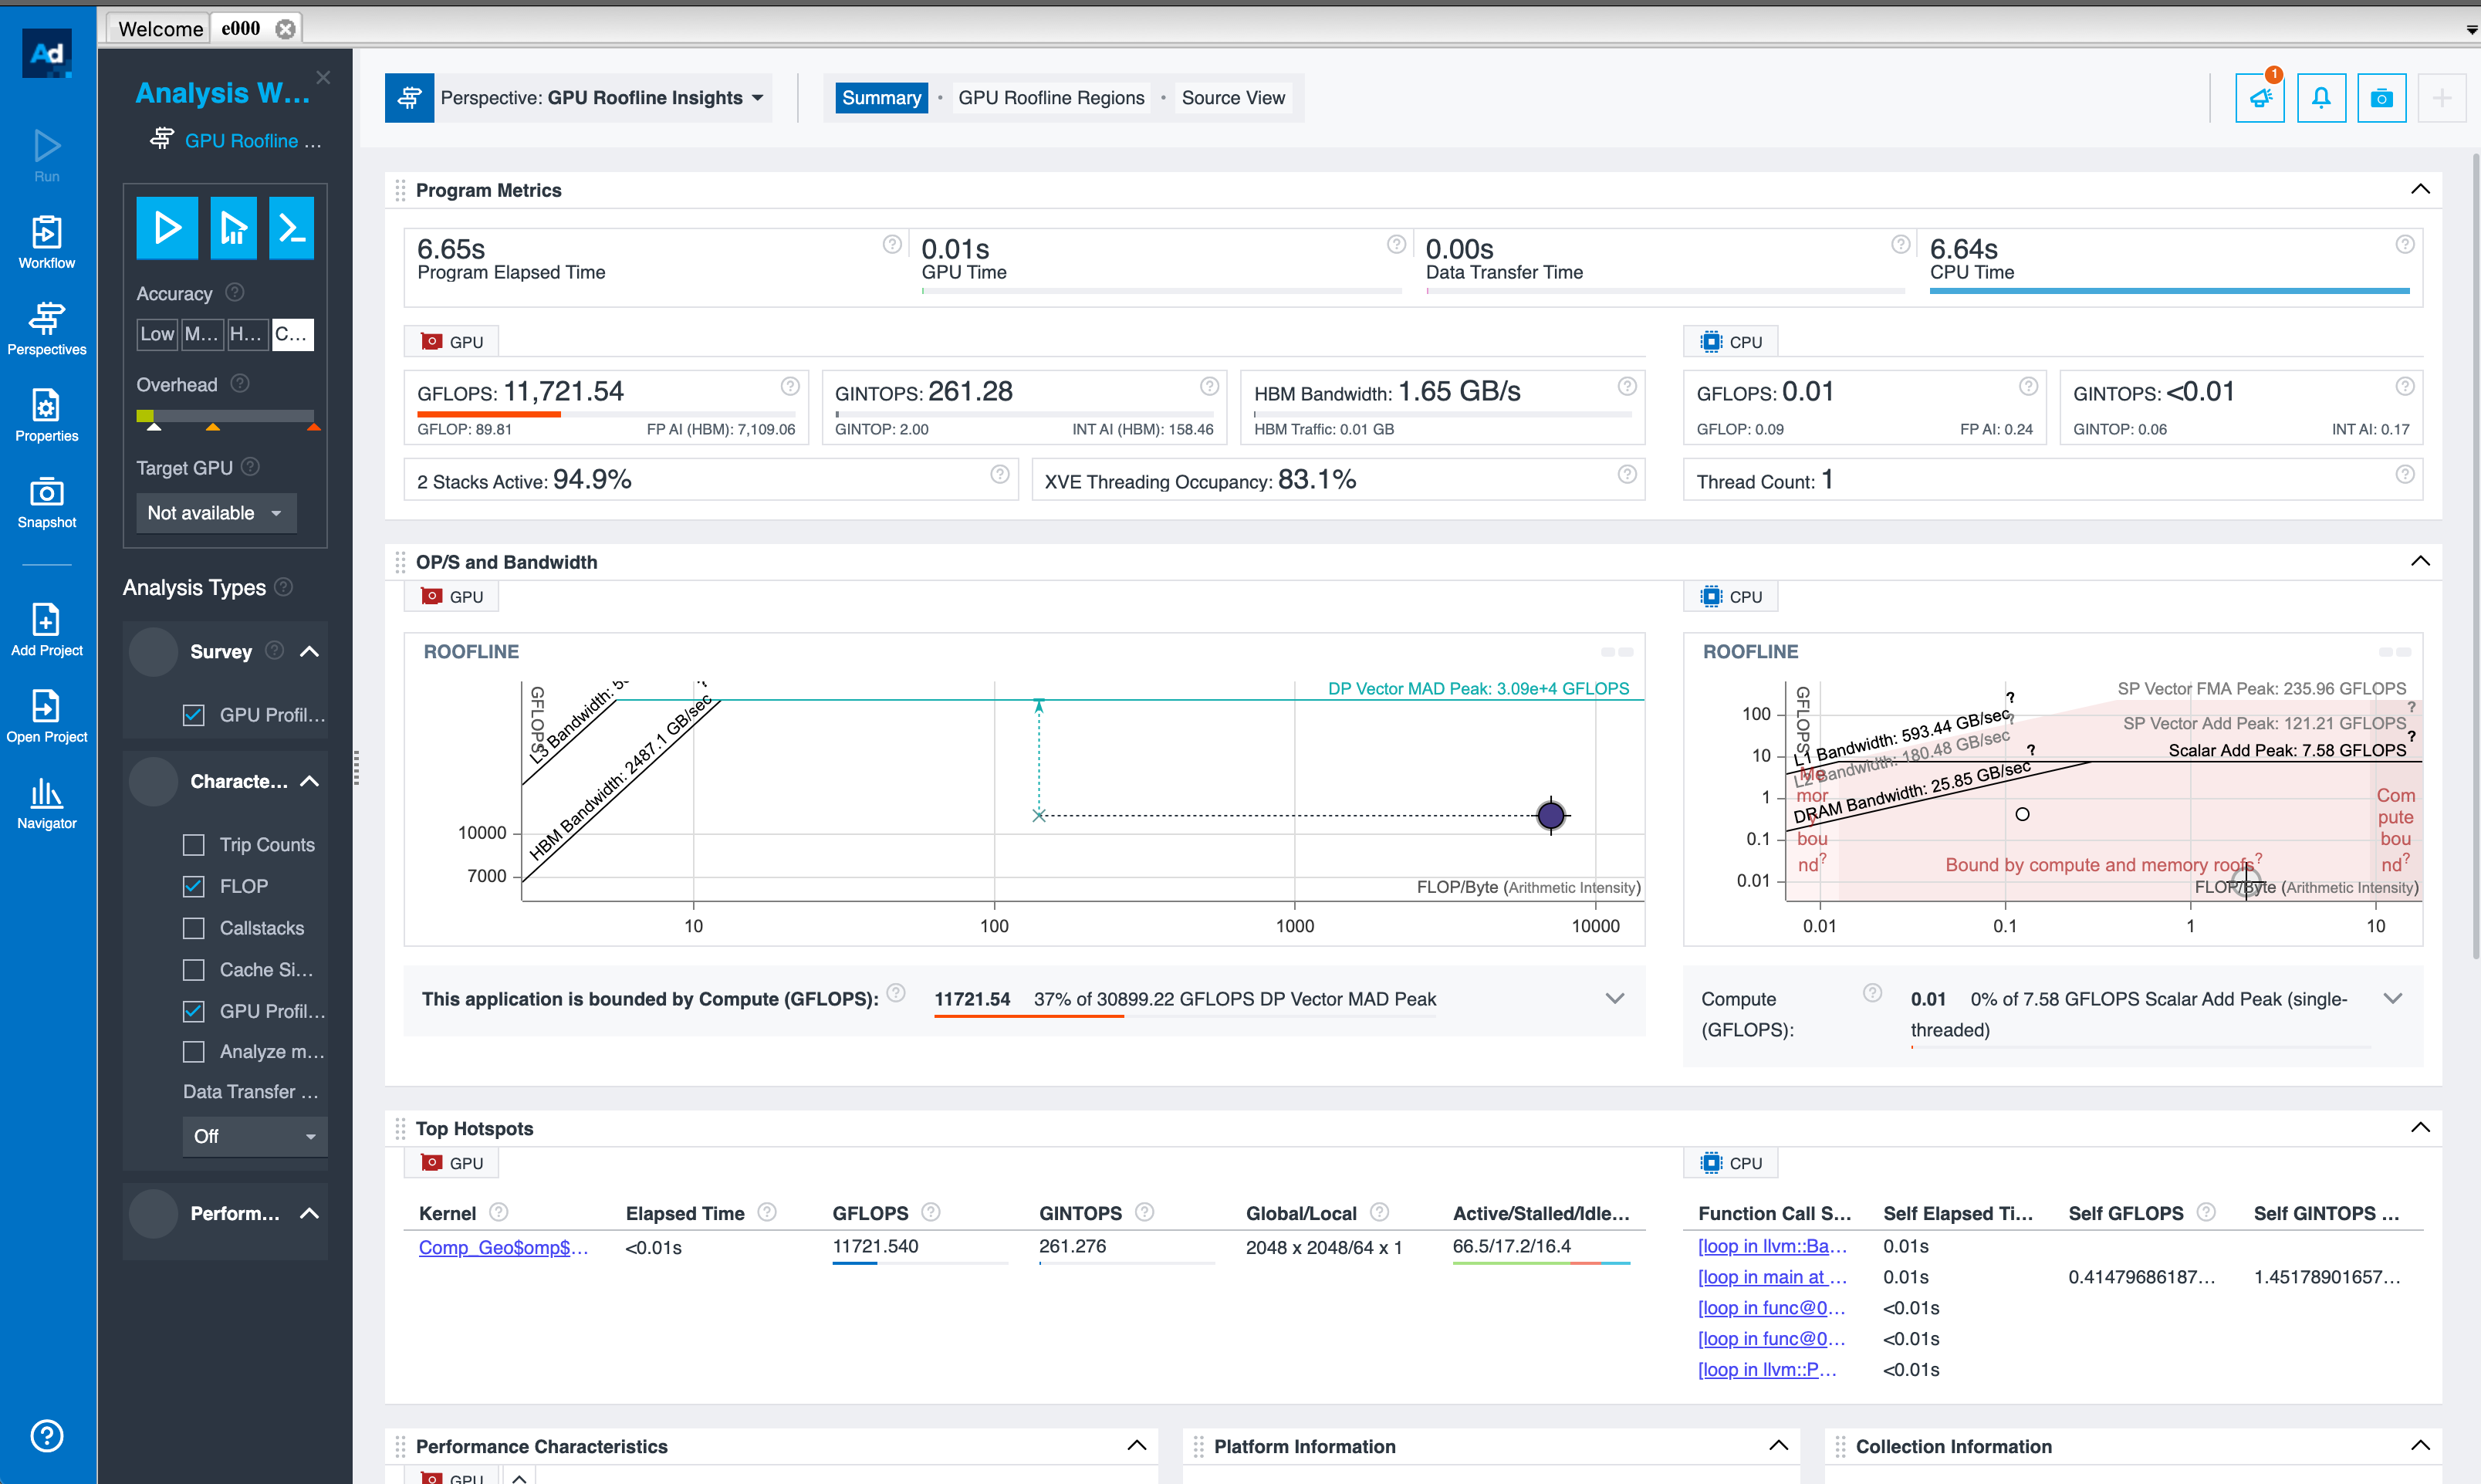 Welcome e000
Ad
Run
Workflow
Perspectives
Properties
Snapshot
Add Project
Open Project
Navigator
Analysis W...
GPU Roofline ...
Accuracy
Low M... H... C...
Overhead
Target GPU
Not available
Analysis Types
Survey
GPU Profil...
Characte...
Trip Counts
FLOP
Callstacks
Cache Si...
GPU Profil...
Analyze m...
Data Transfer ...
Off
Perform...
Perspective: GPU Roofline Insights
Summary • GPU Roofline Regions • Source View
1
Program Metrics
6.65s
Program Elapsed Time
0.01s
GPU Time
0.00s
Data Transfer Time
6.64s
CPU Time
GPU
GFLOPS: 11,721.54
GFLOP: 89.81 FP AI (HBM): 7,109.06
GINTOPS: 261.28
GINTOP: 2.00 INT AI (HBM): 158.46
HBM Bandwidth: 1.65 GB/s
HBM Traffic: 0.01 GB
2 Stacks Active: 94.9%
XVE Threading Occupancy: 83.1%
CPU
GFLOPS: 0.01
GFLOP: 0.09 FP AI: 0.24
GINTOPS: <0.01
GINTOP: 0.06 INT AI: 0.17
Thread Count: 1
OP/S and Bandwidth
GPU
ROOFLINE
GFLOPS
L3 Bandwidth:
HBM Bandwidth: 2487.1 GB/sec
?
DP Vector MAD Peak: 3.09e+4 GFLOPS
10000
7000
FLOP/Byte (Arithmetic Intensity)
10 100 1000 10000
This application is bounded by Compute (GFLOPS): 11721.54 37% of 30899.22 GFLOPS DP Vector MAD Peak
CPU
ROOFLINE
GFLOPS
SP Vector FMA Peak: 235.96 GFLOPS
?
SP Vector Add Peak: 121.21 GFLOPS
?
Scalar Add Peak: 7.58 GFLOPS
L1 Bandwidth: 593.44 GB/sec
?
L2 Bandwidth: 180.48 GB/sec
?
DRAM Bandwidth: 25.85 GB/sec
?
100
10
1
0.1
0.01
Me
mor
y
bou
nd?
Com
pute
bou
nd?
Bound by compute and memory roofs?
FLOP/Byte (Arithmetic Intensity)
0.01 0.1 1 10
Compute
(GFLOPS):
0.01 0% of 7.58 GFLOPS Scalar Add Peak (single-
threaded)
Top Hotspots
GPU
Kernel Elapsed Time GFLOPS GINTOPS Global/Local Active/Stalled/Idle...
Comp_Geo$omp$... <0.01s 11721.540 261.276 2048 x 2048/64 x 1 66.5/17.2/16.4
CPU
Function Call S... Self Elapsed Ti... Self GFLOPS Self GINTOPS ...
[loop in llvm::Ba... 0.01s
[loop in main at ... 0.01s 0.41479686187... 1.45178901657...
[loop in func@0... <0.01s
[loop in func@0... <0.01s
[loop in llvm::P... <0.01s
Performance Characteristics
GPU
Platform Information
Collection Information